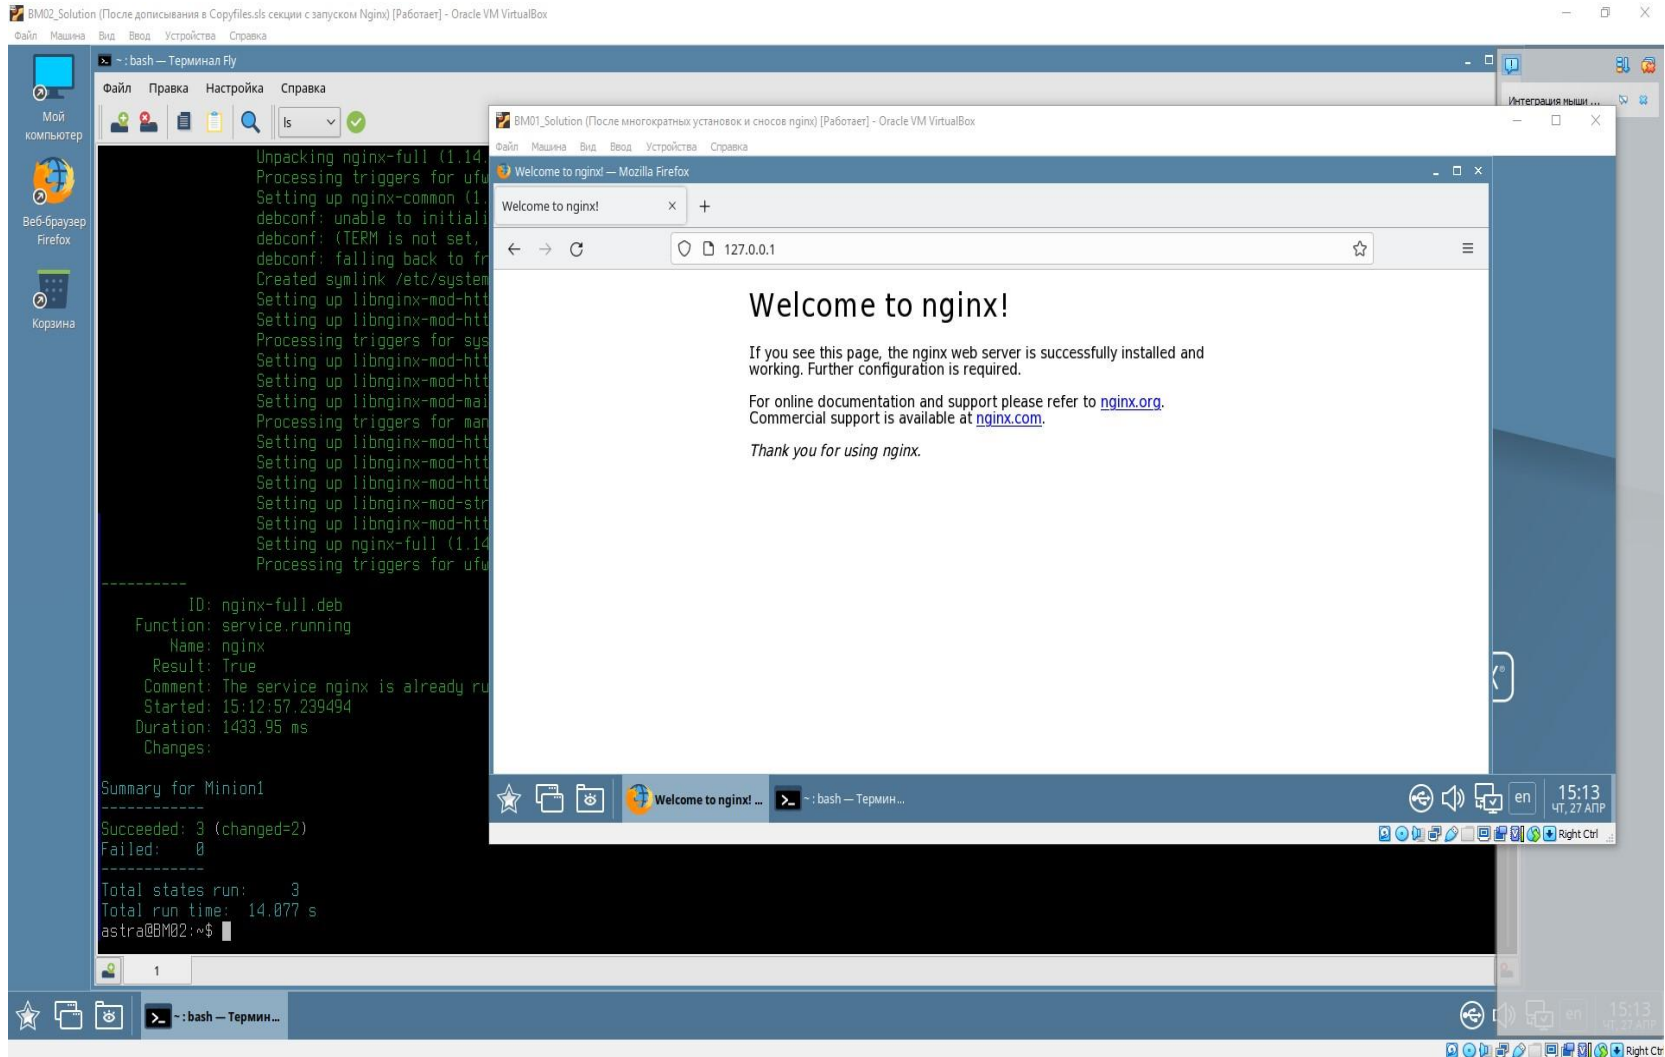 BM02_Solution (После дописывания в Copyfiles.sls секции с запуском Nginx) [Работает] - Oracle VM VirtualBox
Файл Машина Вид Ввод Устройства Справка
~ : bash — Терминал Fly
Файл Правка Настройка Справка
ls
Мой
компьютер
Веб-браузер
Firefox
Корзина
Интеграция мыши ...
Unpacking nginx-full (1.14.
Processing triggers for ufw
Setting up nginx-common (1.
debconf: unable to initiali
debconf: (TERM is not set,
debconf: falling back to fr
Created symlink /etc/system
Setting up libnginx-mod-htt
Setting up libnginx-mod-htt
Processing triggers for sys
Setting up libnginx-mod-htt
Setting up libnginx-mod-htt
Setting up libnginx-mod-mai
Processing triggers for man
Setting up libnginx-mod-htt
Setting up libnginx-mod-htt
Setting up libnginx-mod-htt
Setting up libnginx-mod-str
Setting up libnginx-mod-htt
Setting up nginx-full (1.14
Processing triggers for ufw
----------
ID: nginx-full.deb
Function: service.running
Name: nginx
Result: True
Comment: The service nginx is already ru
Started: 15:12:57.239494
Duration: 1433.95 ms
Changes:
Summary for Minion1
------------
Succeeded: 3 (changed=2)
Failed: 0
------------
Total states run: 3
Total run time: 14.077 s
astra@BM02:~$
1
BM01_Solution (После многократных установок и сносов nginx) [Работает] - Oracle VM VirtualBox
Файл Машина Вид Ввод Устройства Справка
Welcome to nginx! — Mozilla Firefox
Welcome to nginx!
127.0.0.1
Welcome to nginx!
If you see this page, the nginx web server is successfully installed and
working. Further configuration is required.
For online documentation and support please refer to nginx.org.
Commercial support is available at nginx.com.
Thank you for using nginx.
Welcome to nginx! ...
~ : bash — Термин...
en
15:13
ЧТ, 27 АПР
Right Ctrl
~ : bash — Термин...
en
15:13
ЧТ, 27 АПР
Right Ctr